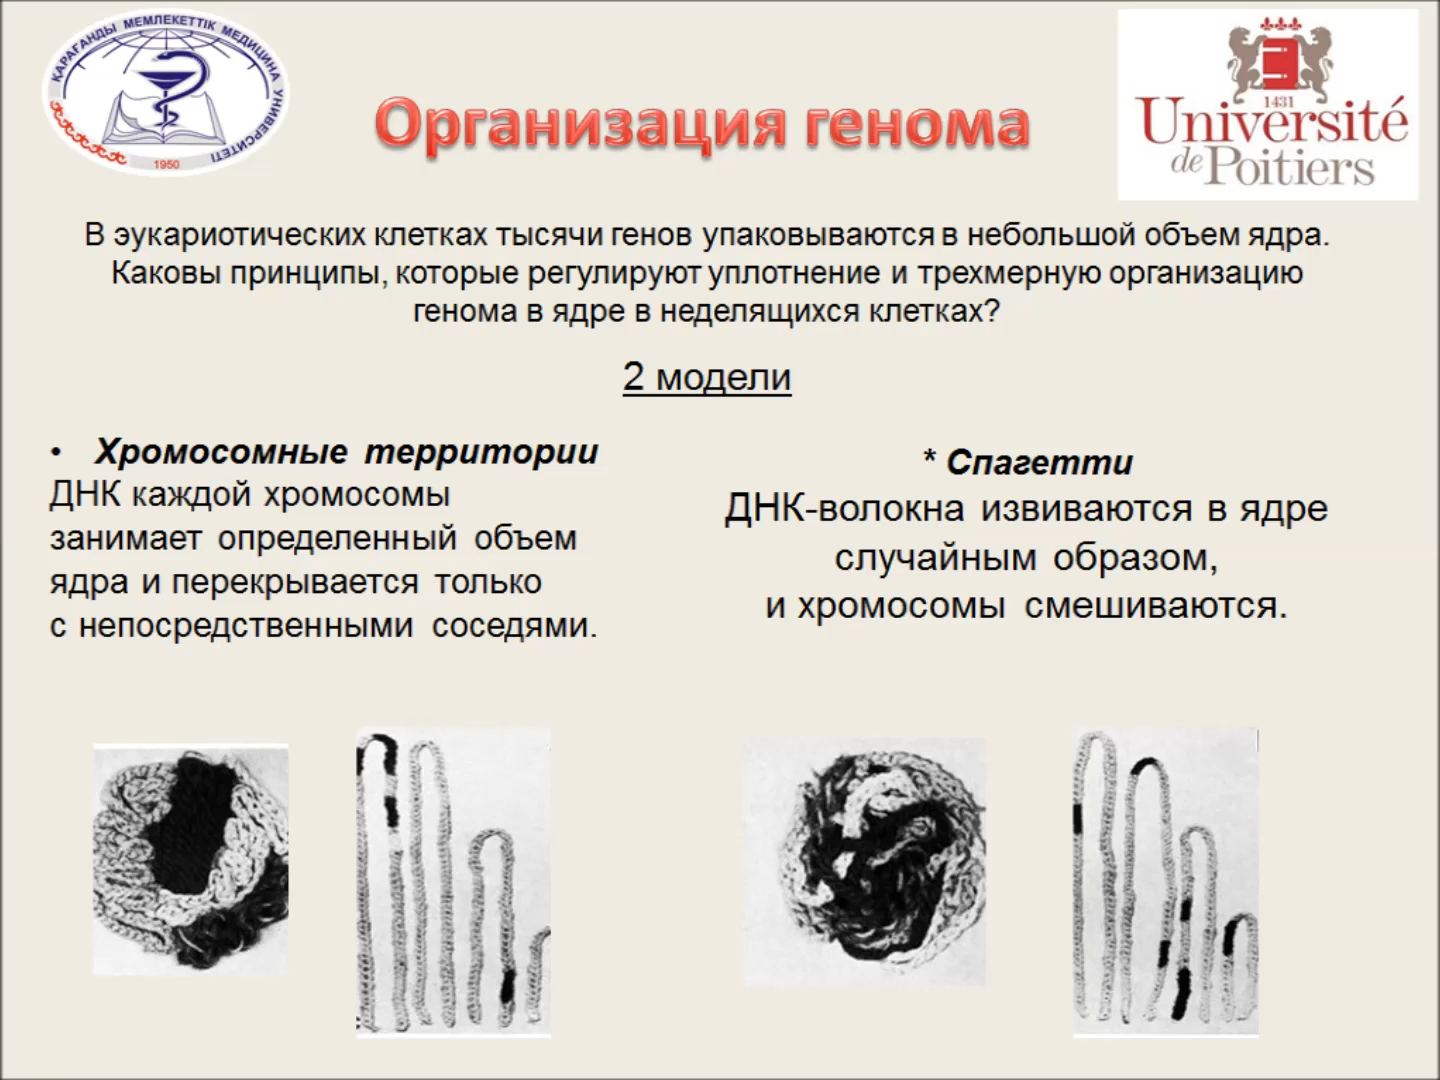 ҚАРАҒАНДЫ МЕМЛЕКЕТТІК МЕДИЦИНА УНИВЕРСИТЕТІ
1950
Организация генома
1431
Université
de Poitiers
В эукариотических клетках тысячи генов упаковываются в небольшой объем ядра.
Каковы принципы, которые регулируют уплотнение и трехмерную организацию
генома в ядре в неделящихся клетках?
2 модели
• Хромосомные территории
ДНК каждой хромосомы
занимает определенный объем
ядра и перекрывается только
с непосредственными соседями.
* Спагетти
ДНК-волокна извиваются в ядре
случайным образом,
и хромосомы смешиваются.